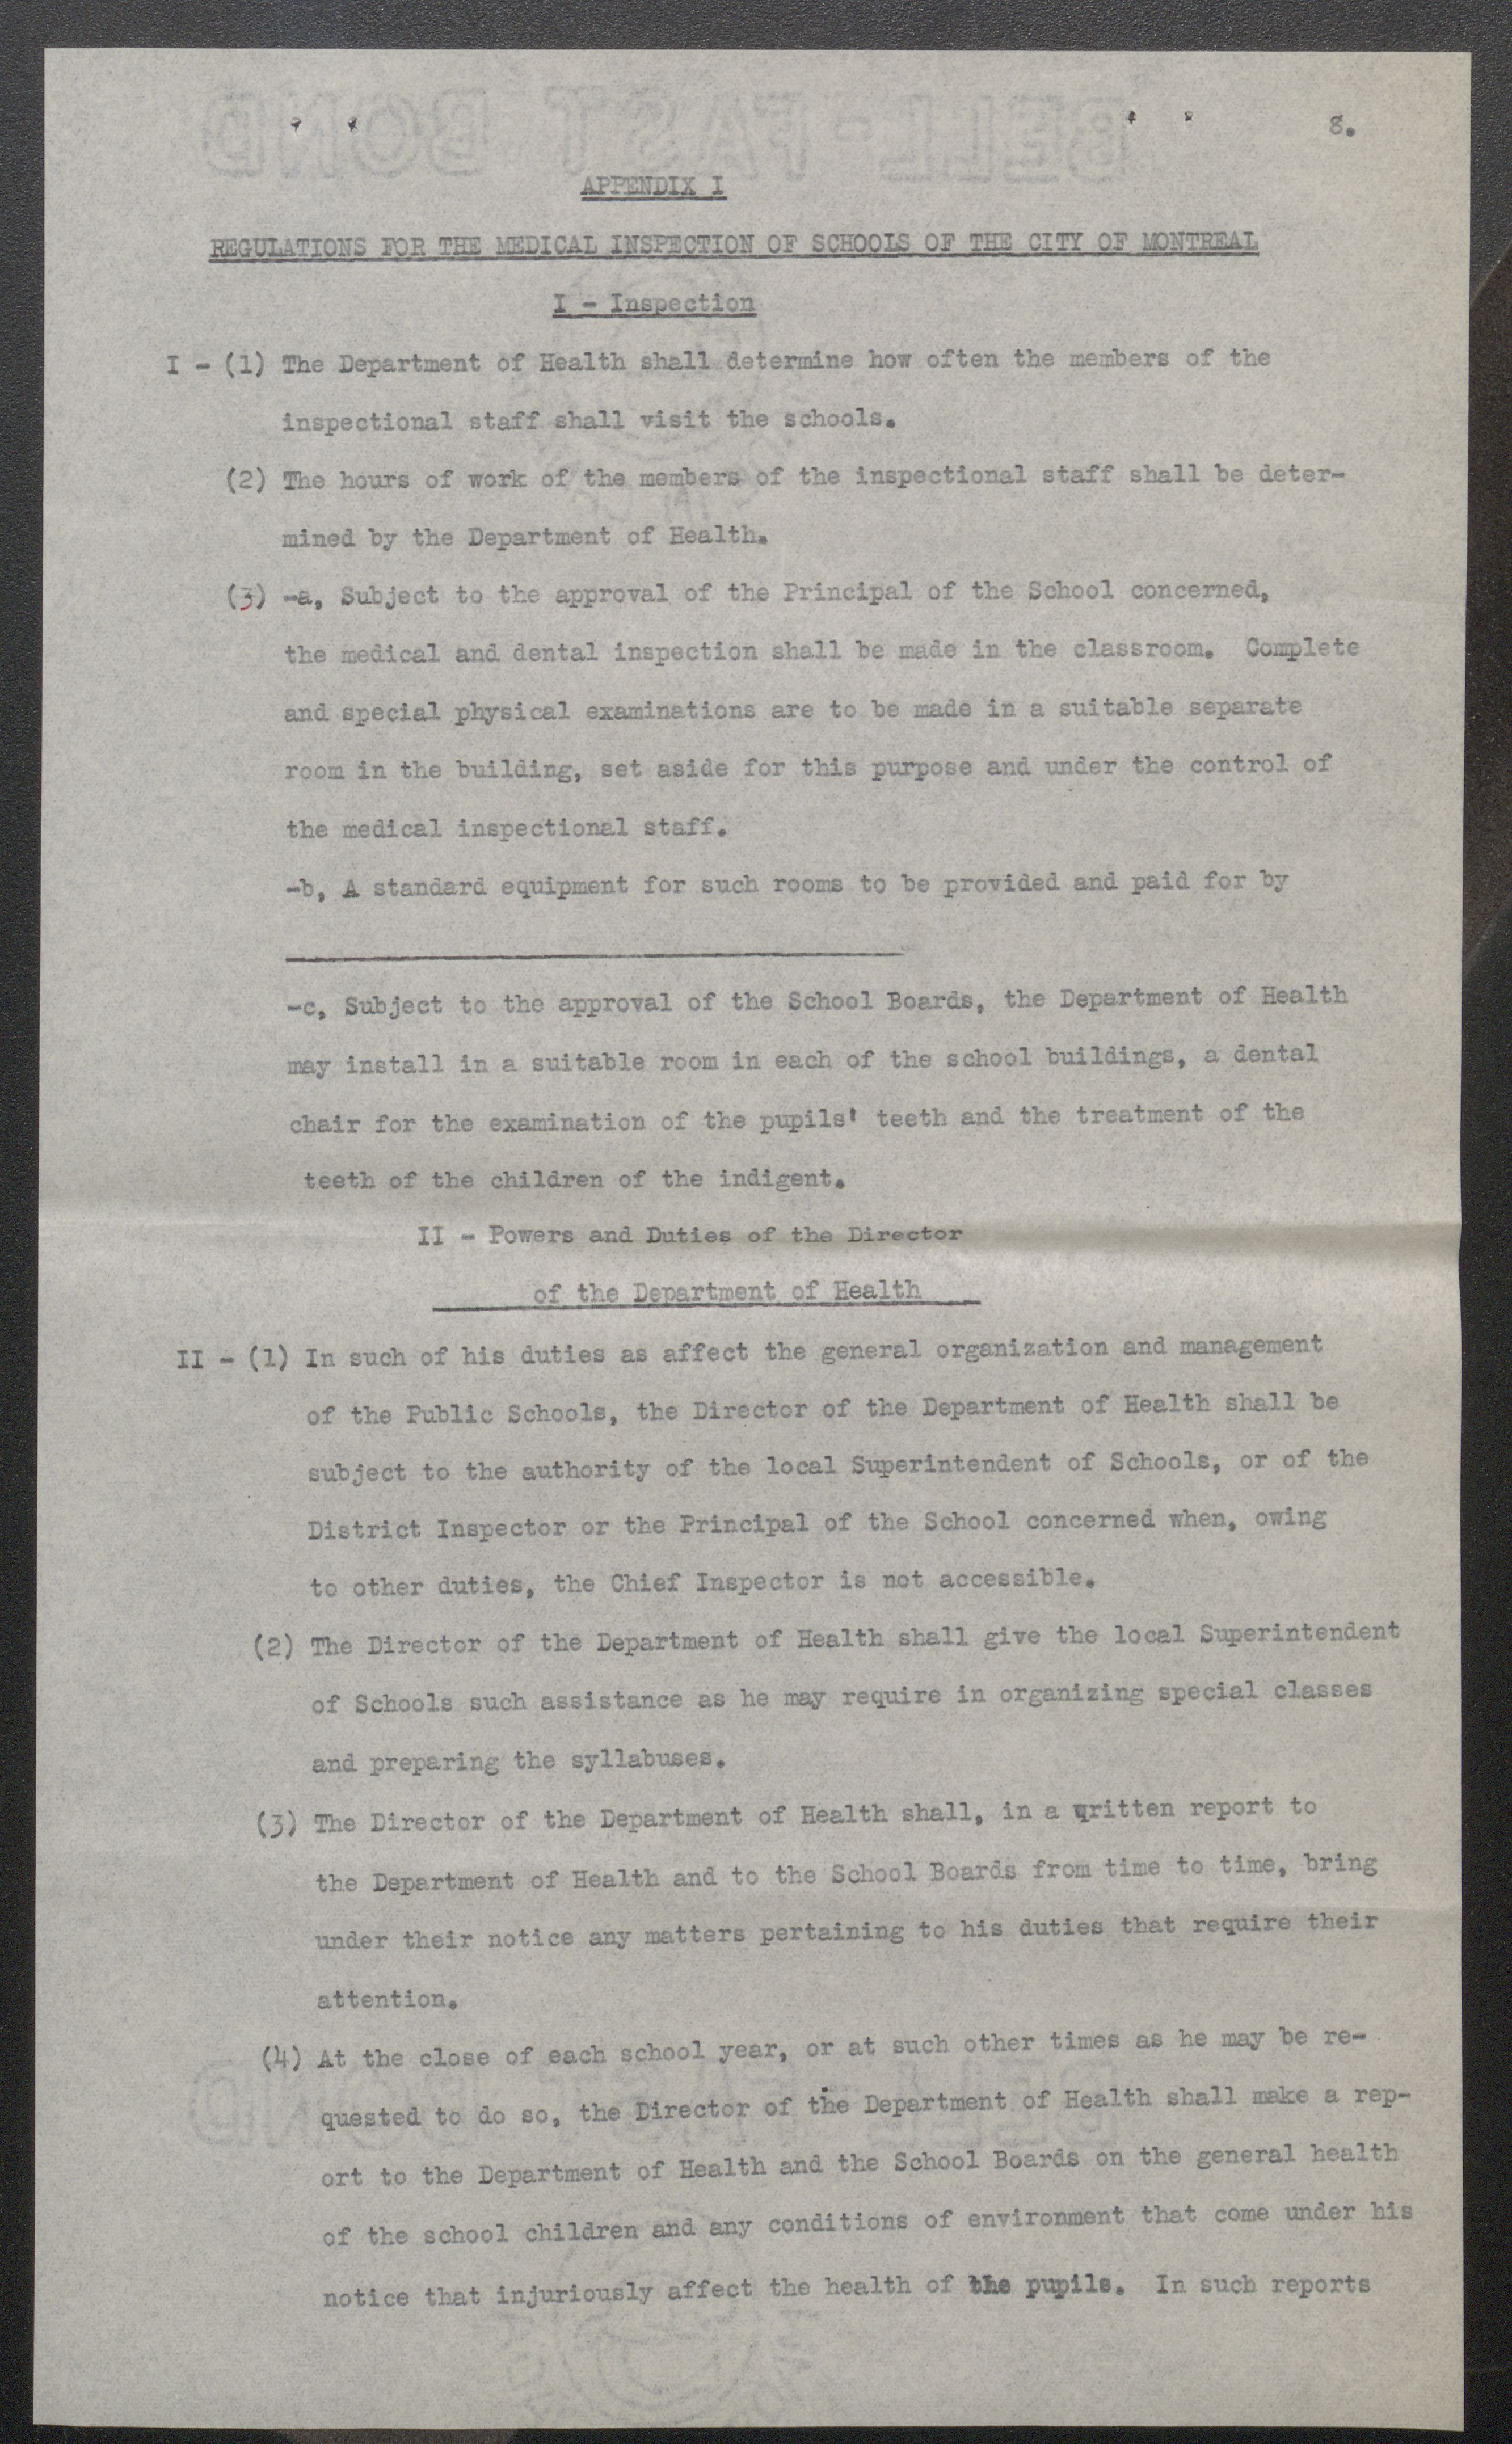 BELL-FAST BOND
8.
APPENDIX I
REGULATIONS FOR THE MEDICAL INSPECTION OF SCHOOLS OF THE CITY OF MONTREAL
I - Inspection
I - (1) The Department of Health shall determine how often the members of the
inspectional staff shall visit the schools.
(2) The hours of work of the members of the inspectional staff shall be deter-
mined by the Department of Health.
(3) -a, Subject to the approval of the Principal of the School concerned,
the medical and dental inspection shall be made in the classroom. Complete
and special physical examinations are to be made in a suitable separate
room in the building, set aside for this purpose and under the control of
the medical inspectional staff.
-b, A standard equipment for such rooms to be provided and paid for by
-c, Subject to the approval of the School Boards, the Department of Health
may install in a suitable room in each of the school buildings, a dental
chair for the examination of the pupils' teeth and the treatment of the
teeth of the children of the indigent.
II - Powers and Duties of the Director
of the Department of Health
II - (1) In such of his duties as affect the general organization and management
of the Public Schools, the Director of the Department of Health shall be
subject to the authority of the local Superintendent of Schools, or of the
District Inspector or the Principal of the School concerned when, owing
to other duties, the Chief Inspector is not accessible.
(2) The Director of the Department of Health shall give the local Superintendent
of Schools such assistance as he may require in organizing special classes
and preparing the syllabuses.
(3) The Director of the Department of Health shall, in a written report to
the Department of Health and to the School Boards from time to time, bring
under their notice any matters pertaining to his duties that require their
attention.
(4) At the close of each school year, or at such other times as he may be re-
quested to do so, the Director of the Department of Health shall make a rep-
ort to the Department of Health and the School Boards on the general health
of the school children and any conditions of environment that come under his
notice that injuriously affect the health of the pupils. In such reports